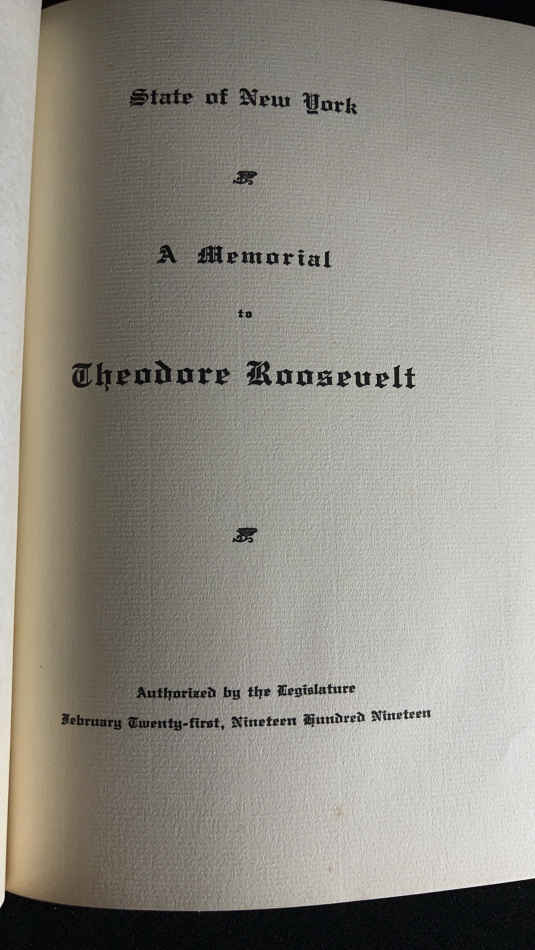 State of New York
A Memorial
to
Theodore Roosevelt
Authorized by the Legislature
February Twenty-first, Nineteen Hundred Nineteen